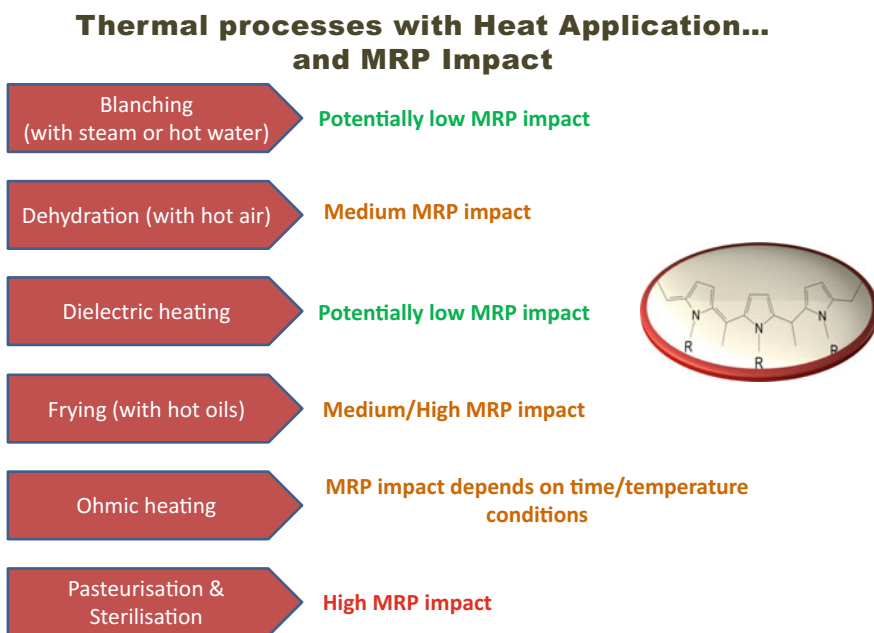 Thermal processes with Heat Application...
and MRP Impact
Blanching
(with steam or hot water)
Potentially low MRP impact
Dehydration (with hot air)
Medium MRP impact
Dielectric heating
Potentially low MRP impact
N
N
N
R
R
R
Frying (with hot oils)
Medium/High MRP impact
Ohmic heating
MRP impact depends on time/temperature
conditions
Pasteurisation &
Sterilisation
High MRP impact